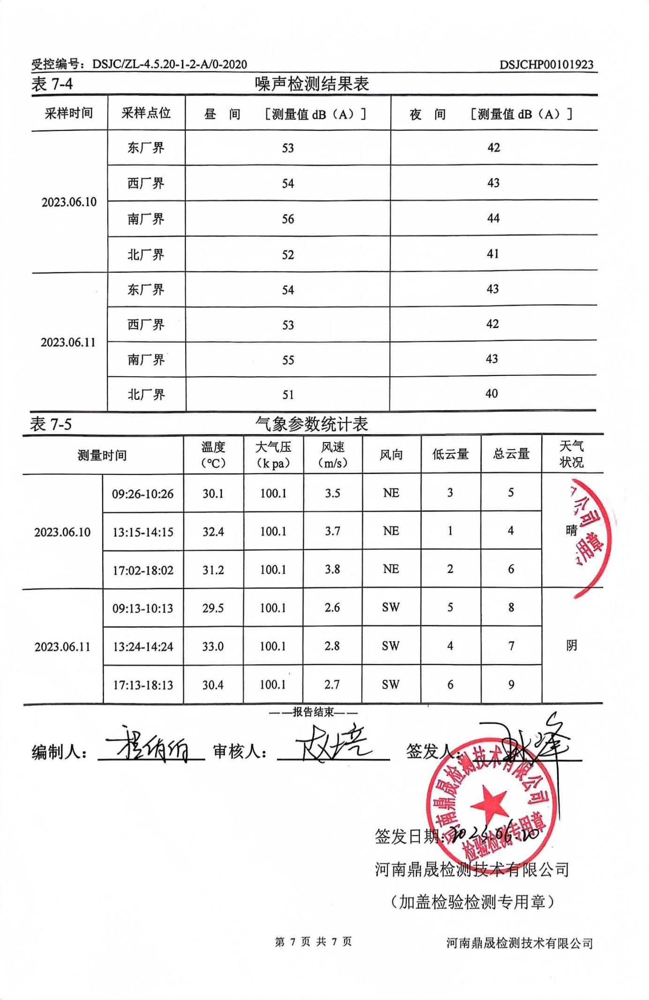 受控编号：DSJC/ZL-4.5.20-1-2-A/0-2020 DSJCHP00101923
表 7-4 噪声检测结果表
采样时间 采样点位 昼 间 ［测量值 dB（A）］ 夜 间 ［测量值 dB（A）］
2023.06.10
东厂界 53 42
西厂界 54 43
南厂界 56 44
北厂界 52 41
2023.06.11
东厂界 54 43
西厂界 53 42
南厂界 55 43
北厂界 51 40
表 7-5 气象参数统计表
测量时间 温度（℃） 大气压（k pa） 风速（m/s） 风向 低云量 总云量 天气状况
2023.06.10 晴
09:26-10:26 30.1 100.1 3.5 NE 3 5
13:15-14:15 32.4 100.1 3.7 NE 1 4
17:02-18:02 31.2 100.1 3.8 NE 2 6
公司
用章
2023.06.11 阴
09:13-10:13 29.5 100.1 2.6 SW 5 8
13:24-14:24 33.0 100.1 2.8 SW 4 7
17:13-18:13 30.4 100.1 2.7 SW 6 9
——报告结束——
编制人： 审核人： 赵培 签发人：
河南鼎晟检测技术有限公司
检验检测专用章
签发日期：2023.06.20
河南鼎晟检测技术有限公司
（加盖检验检测专用章）
第 7 页 共 7 页 河南鼎晟检测技术有限公司